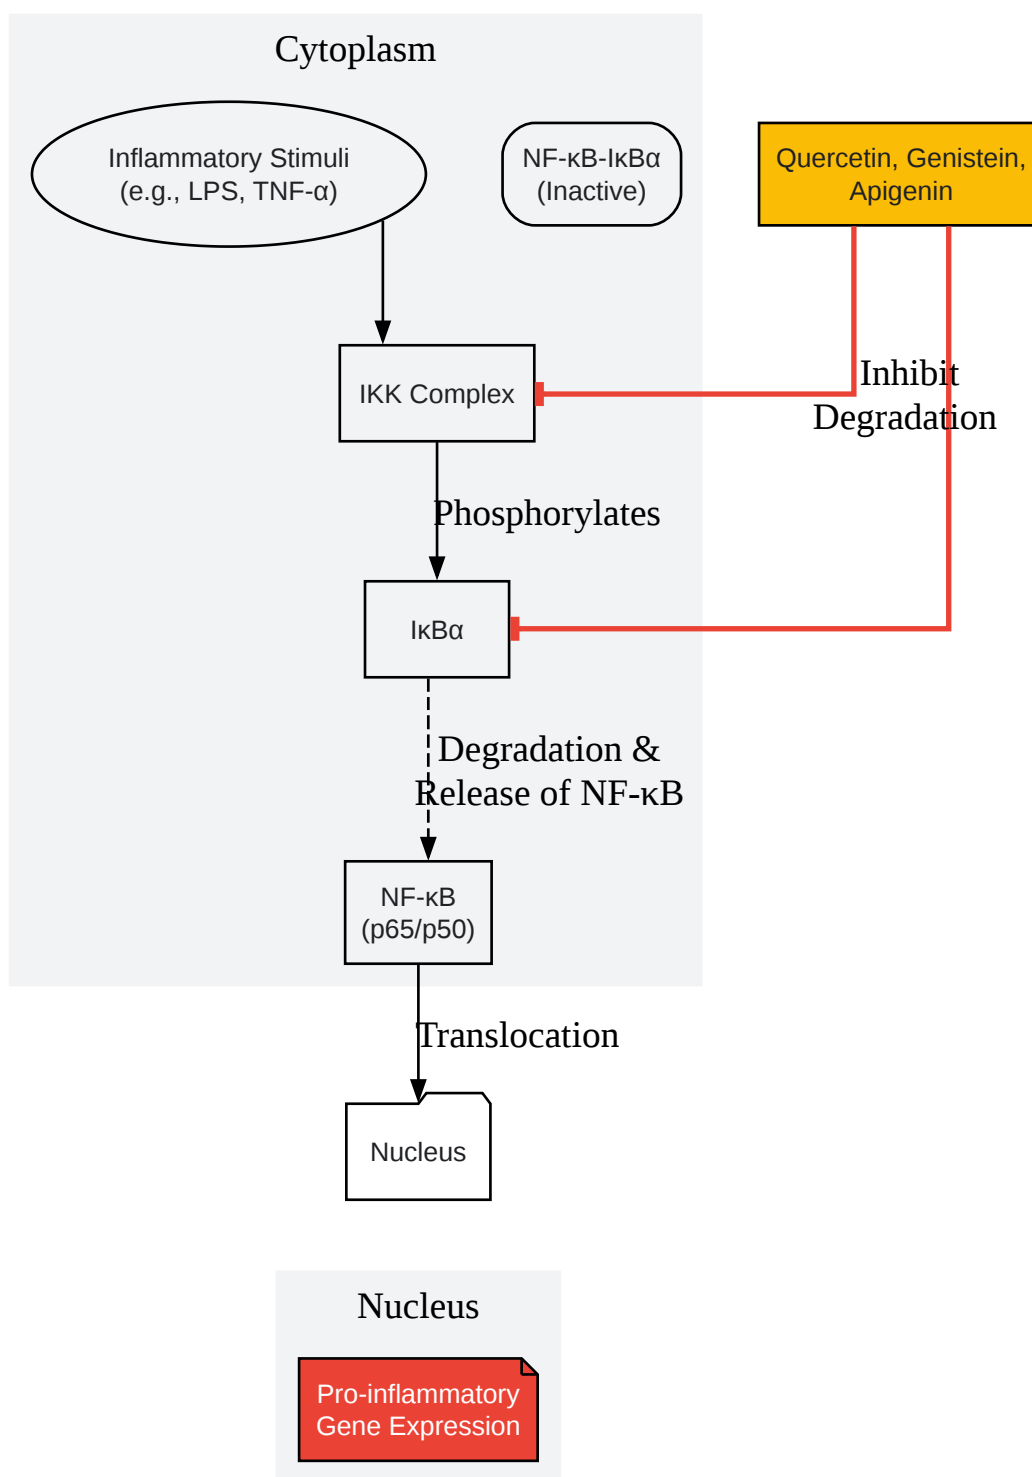 Cytoplasm
Inflammatory Stimuli
(e.g., LPS, TNF-α)
NF-κB-IκBα
(Inactive)
Quercetin, Genistein,
Apigenin
IKK Complex
Inhibit
Degradation
Phosphorylates
IκBα
Degradation &
Release of NF-κB
NF-κB
(p65/p50)
Translocation
Nucleus
Nucleus
Pro-inflammatory
Gene Expression